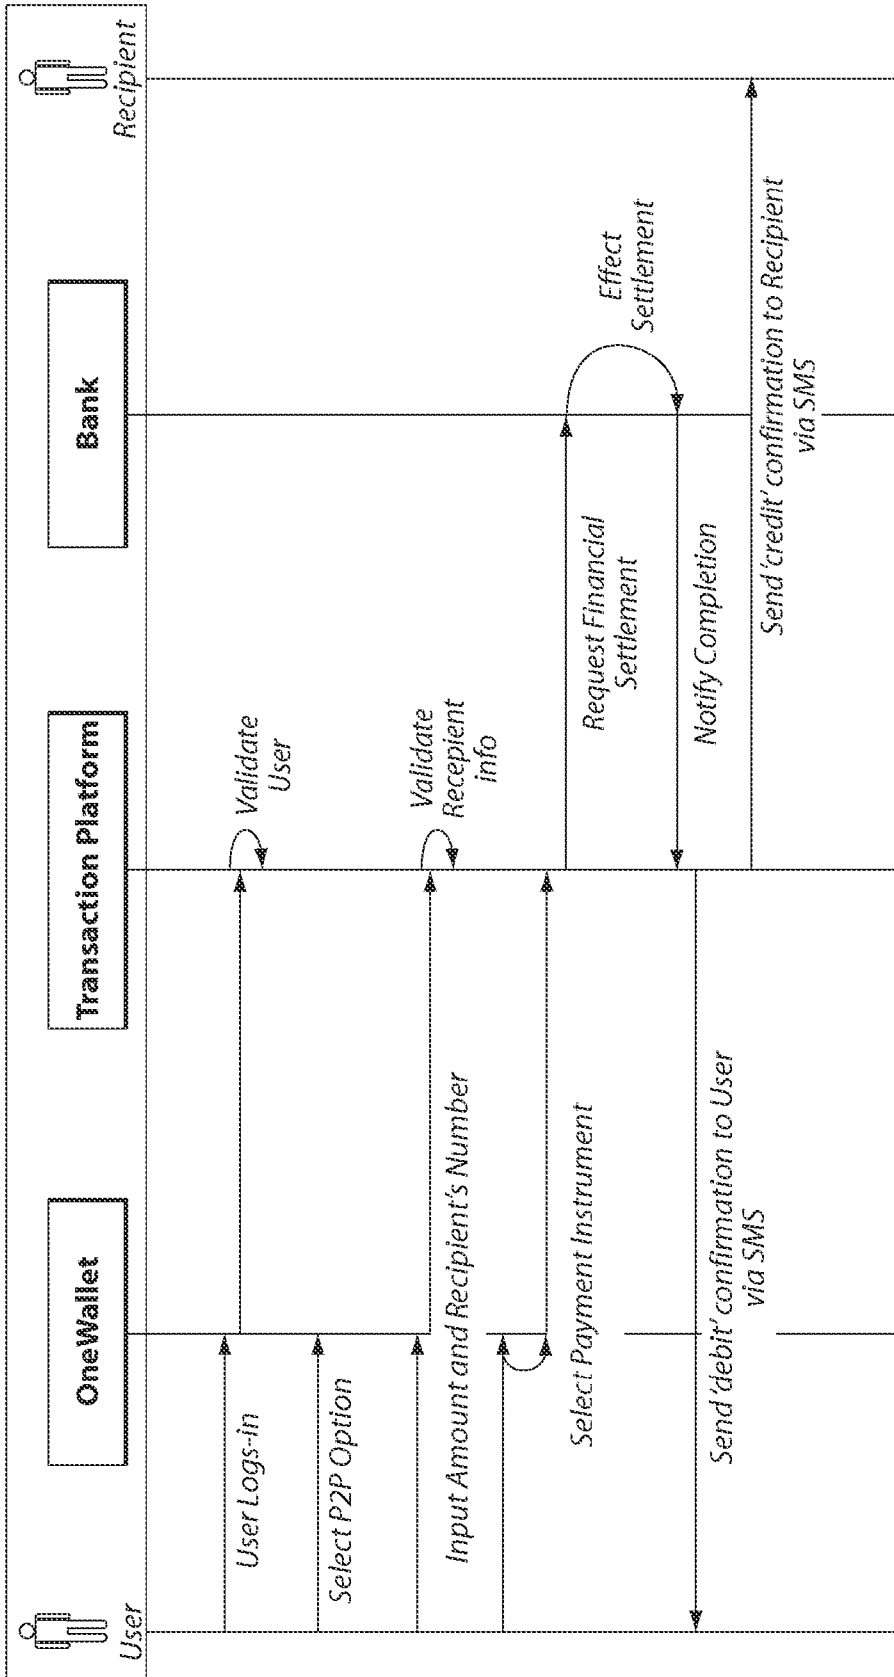 User
OneWallet
Transaction Platform
Bank
Recipient
User Logs-in
Validate
User
Select P2P Option
Input Amount and Recipient's Number
Validate
Recepient
info
Select Payment Instrument
Request Financial
Settlement
Effect
Settlement
Notify Completion
Send 'debit' confirmation to User
via SMS
Send 'credit' confirmation to Recipient
via SMS